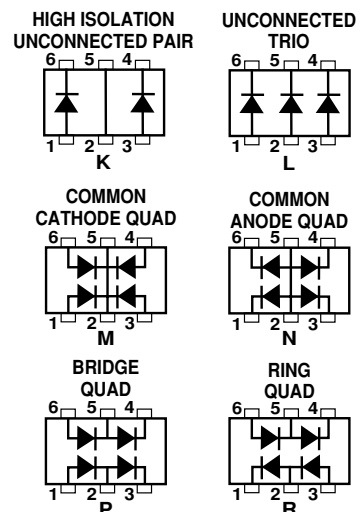 HIGH ISOLATION
UNCONNECTED PAIR
6 5 4
1 2 3
K
UNCONNECTED
TRIO
6 5 4
1 2 3
L
COMMON
CATHODE QUAD
6 5 4
1 2 3
M
COMMON
ANODE QUAD
6 5 4
1 2 3
N
BRIDGE
QUAD
6 5 4
1 2 3
P
RING
QUAD
6 5 4
1 2 3
R